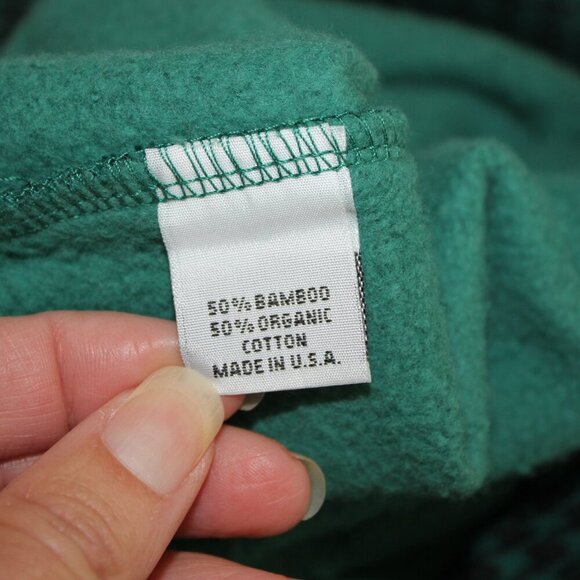 50% BAMBOO
50% ORGANIC
COTTON
MADE IN U.S.A.